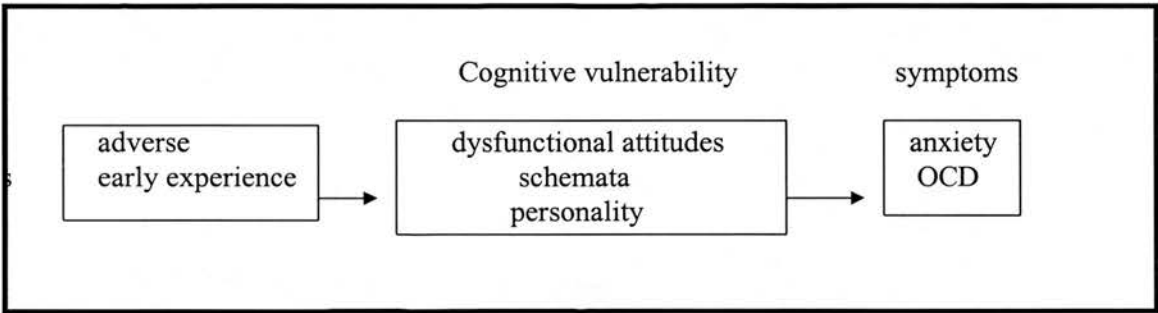 Cognitive vulnerability symptoms
adverse
early experience
dysfunctional attitudes
schemata
personality
anxiety
OCD
s